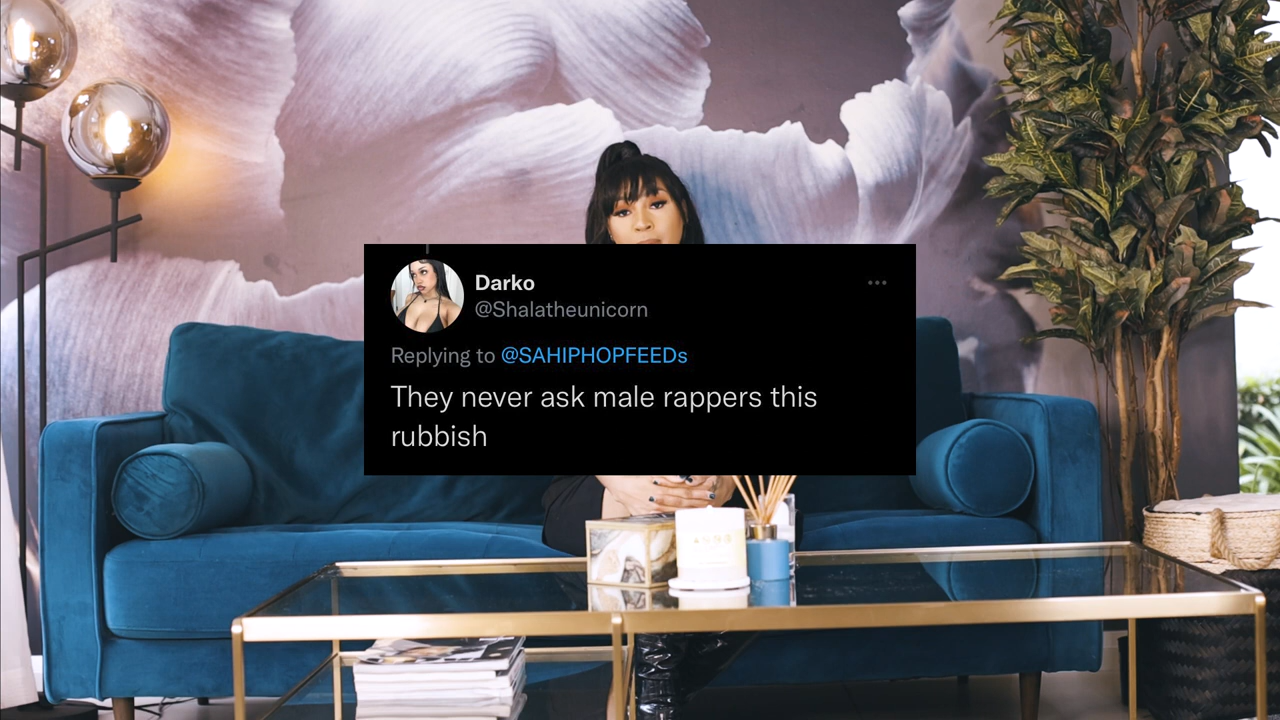 Darko
@Shalatheunicorn
Replying to @SAHIPHOPFEEDs
They never ask male rappers this
rubbish